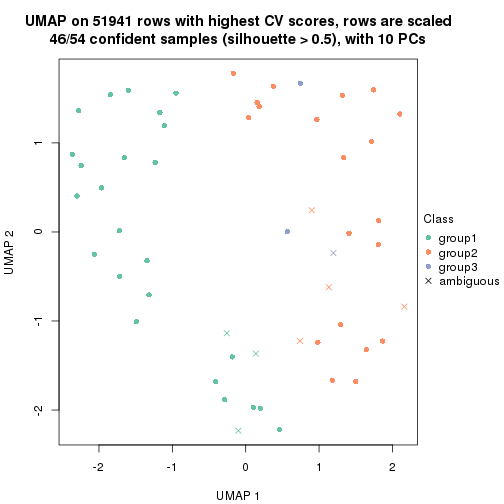 UMAP on 51941 rows with highest CV scores, rows are scaled
46/54 confident samples (silhouette > 0.5), with 10 PCs
1
0
-1
-2
UMAP 2
-2
-1
0
1
2
UMAP 1
Class
group1
group2
group3
ambiguous